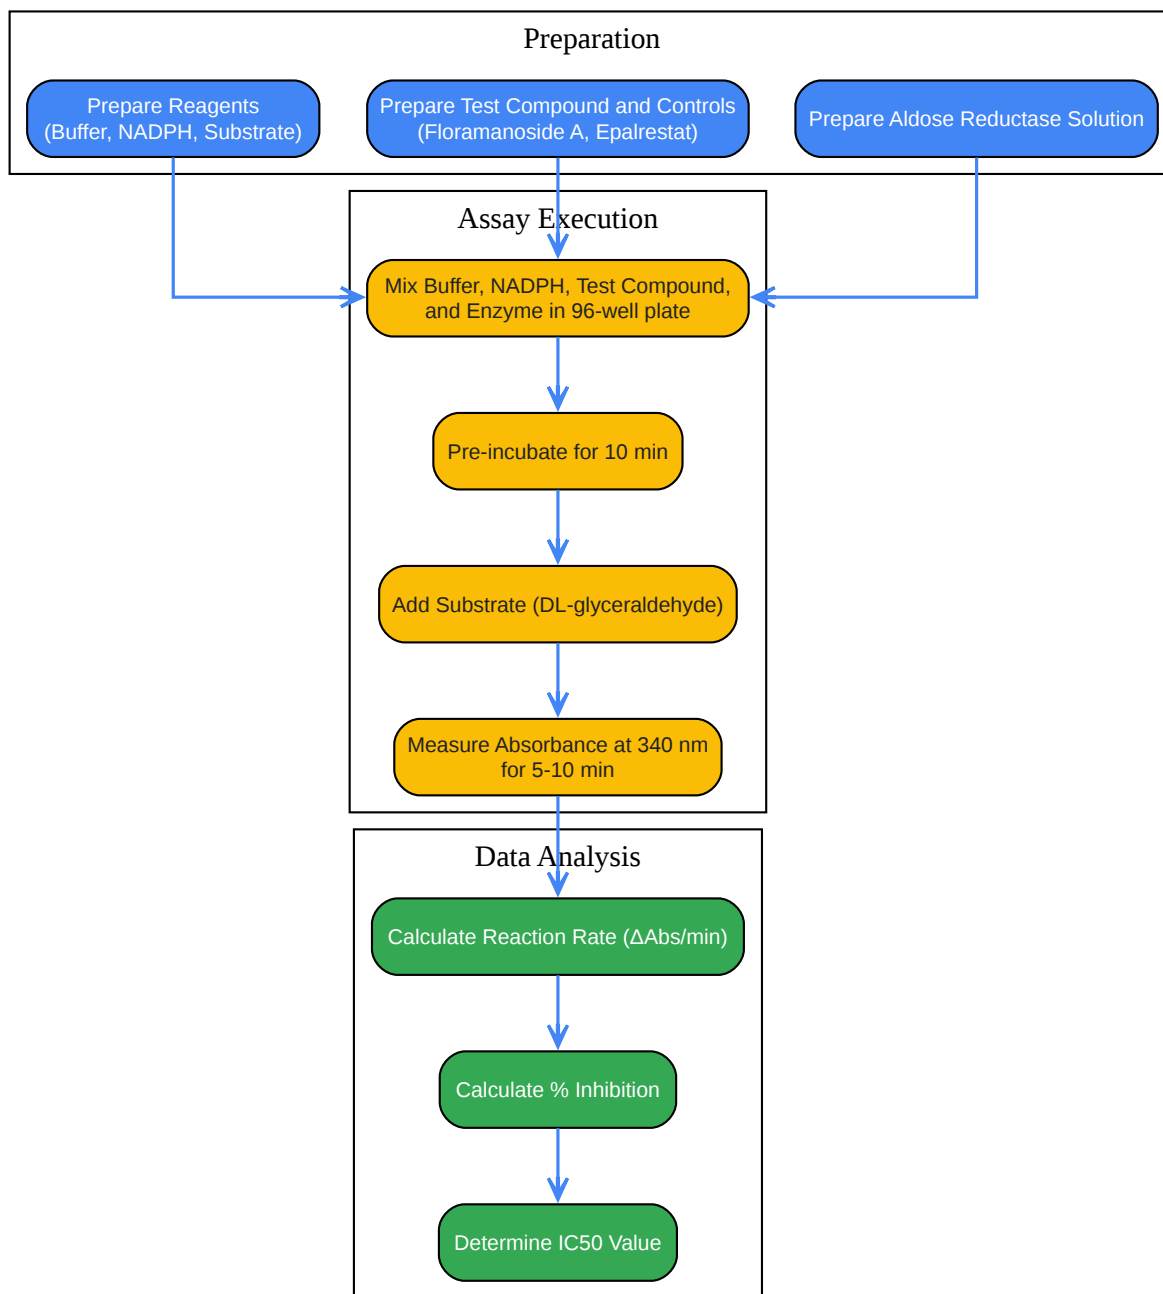 Preparation
Prepare Reagents
(Buffer, NADPH, Substrate)
Prepare Test Compound and Controls
(Floramanoside A, Epalrestat)
Prepare Aldose Reductase Solution
Assay Execution
Mix Buffer, NADPH, Test Compound,
and Enzyme in 96-well plate
Pre-incubate for 10 min
Add Substrate (DL-glyceraldehyde)
Measure Absorbance at 340 nm
for 5-10 min
Data Analysis
Calculate Reaction Rate (ΔAbs/min)
Calculate % Inhibition
Determine IC50 Value